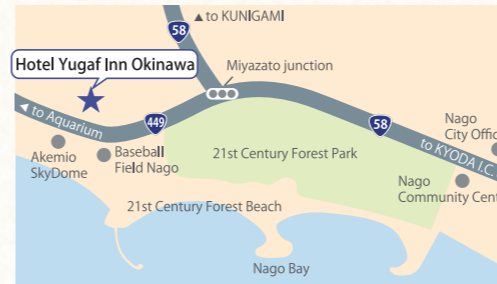 ▲ to KUNIGAMI
58
Hotel Yugaf Inn Okinawa
Miyazato junction
◀ to Aquarium
449
58
Nago
City Offic
to KYODA I.C.
Akemio
SkyDome
Baseball
Field Nago
21st Century Forest Park
Nago
Community Cent
21st Century Forest Beach
Nago Bay